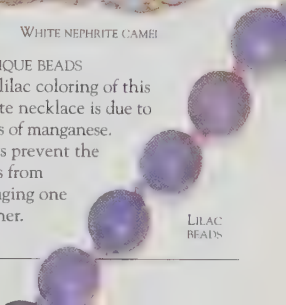 WHITE NEPHRITE CAMEL
IQUE BEADS
lilac coloring of this
te necklace is due to
s of manganese.
s prevent the
s from
ging one
her.
LILAC
BEADS